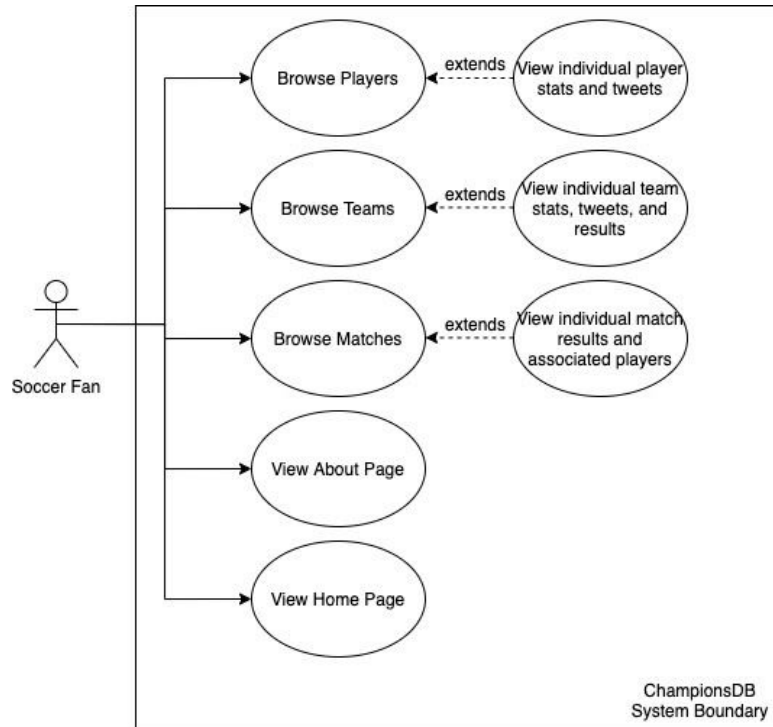 Browse Players
extends
View individual player
stats and tweets
Browse Teams
extends
View individual team
stats, tweets, and
results
Browse Matches
extends
View individual match
results and
associated players
Soccer Fan
View About Page
View Home Page
ChampionsDB
System Boundary